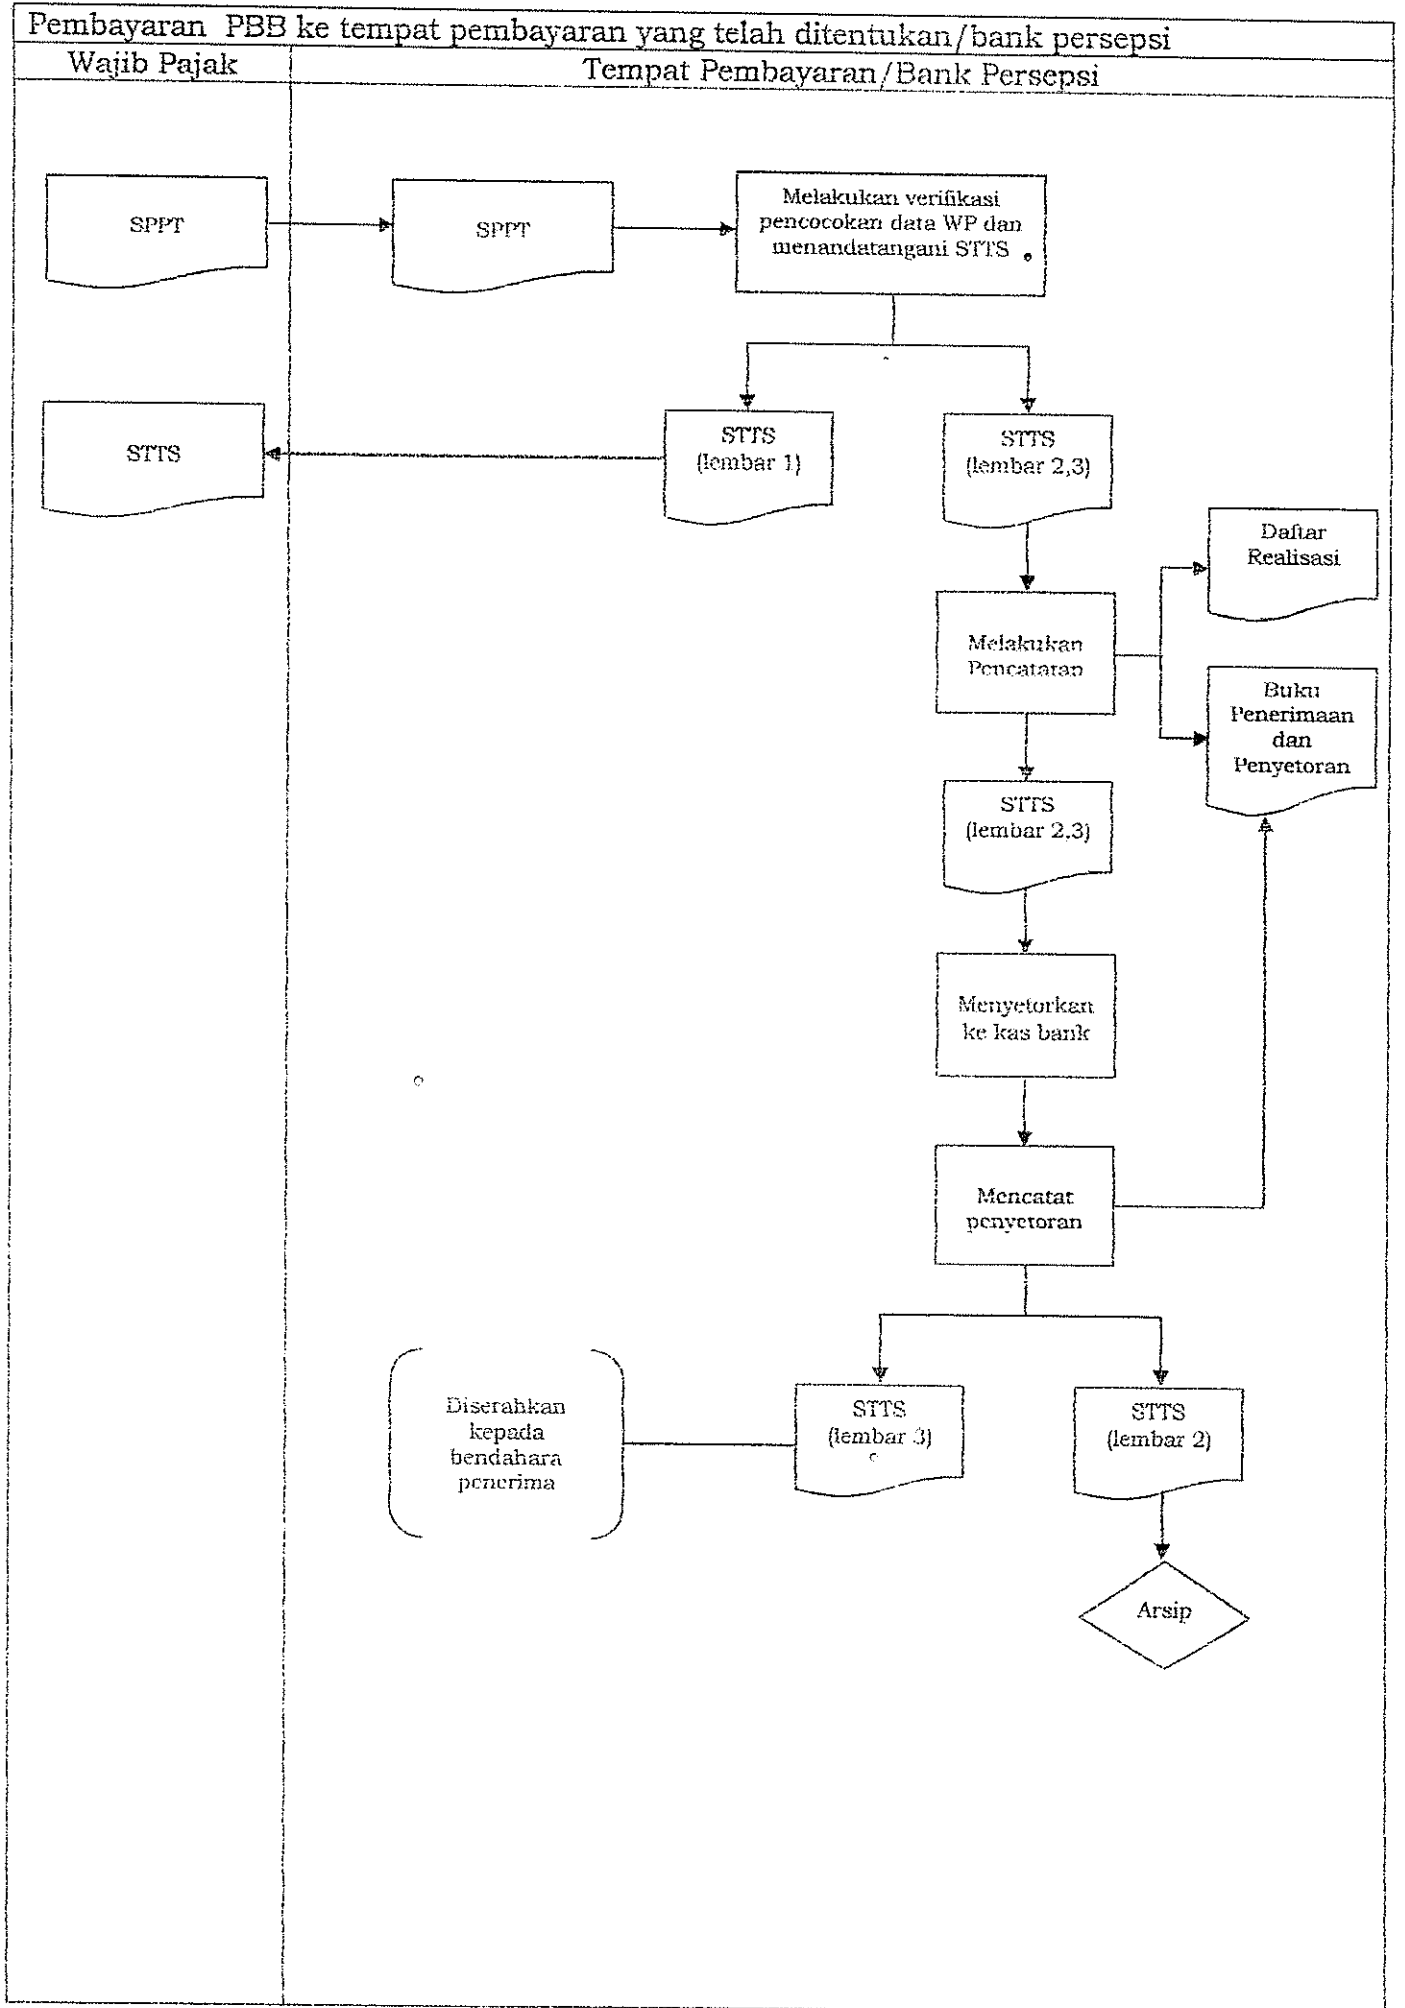 Pembayaran PBB ke tempat pembayaran yang telah ditentukan/bank persepsi
Wajib Pajak
Tempat Pembayaran/Bank Persepsi
SPPT
SPPT
Melakukan verifikasi
pencocokan data WP dan
menandatangani STTS
STTS
STTS
(lembar 1)
STTS
(lembar 2,3)
Daftar
Realisasi
Melakukan
Pencatatan
Buku
Penerimaan
dan
Penyetoran
STTS
(lembar 2,3)
Menyetorkan
ke kas bank
Mencatat
penyetoran
Diserahkan
kepada
bendahara
penerima
STTS
(lembar 3)
STTS
(lembar 2)
Arsip